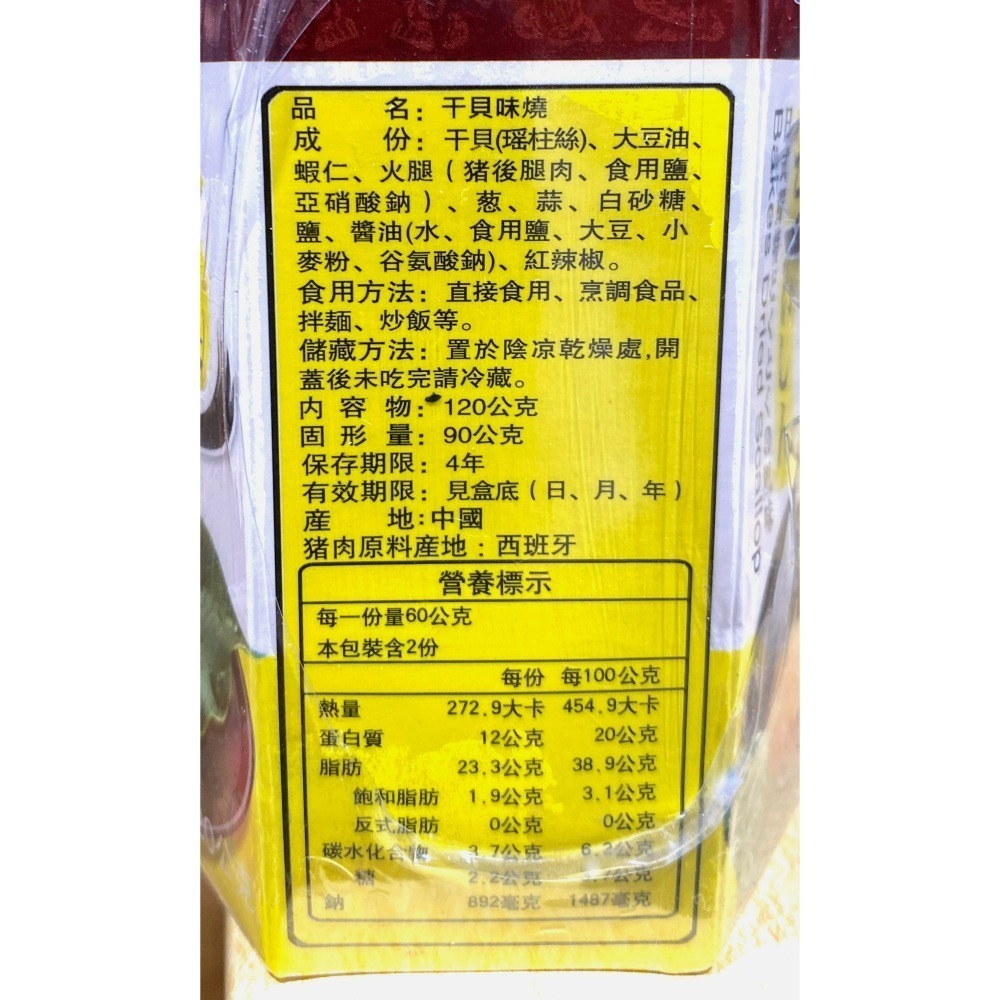 品　　名：干貝味燒
成　　份：干貝(瑶柱絲)、大豆油、
蝦仁、火腿（猪後腿肉、食用鹽、
亞硝酸鈉）、葱、蒜、白砂糖、
鹽、醬油(水、食用鹽、大豆、小
麥粉、谷氨酸鈉)、紅辣椒。
食用方法：直接食用、烹調食品、
拌麵、炒飯等。
儲藏方法：置於陰凉乾燥處,開
蓋後未吃完請冷藏。
内容物：120公克
固形量：90公克
保存期限：4年
有效期限：見盒底（日、月、年）
産　　地:中國
猪肉原料産地：西班牙
營養標示
每一份量60公克
本包裝含2份
每份 每100公克
熱量 272.9大卡 454.9大卡
蛋白質 12公克 20公克
脂肪 23.3公克 38.9公克
飽和脂肪 1.9公克 3.1公克
反式脂肪 0公克 0公克
碳水化合物 3.7公克 6.2公克
糖 2.2公克 3.7公克
鈉 892毫克 1487毫克
Dried Scallop